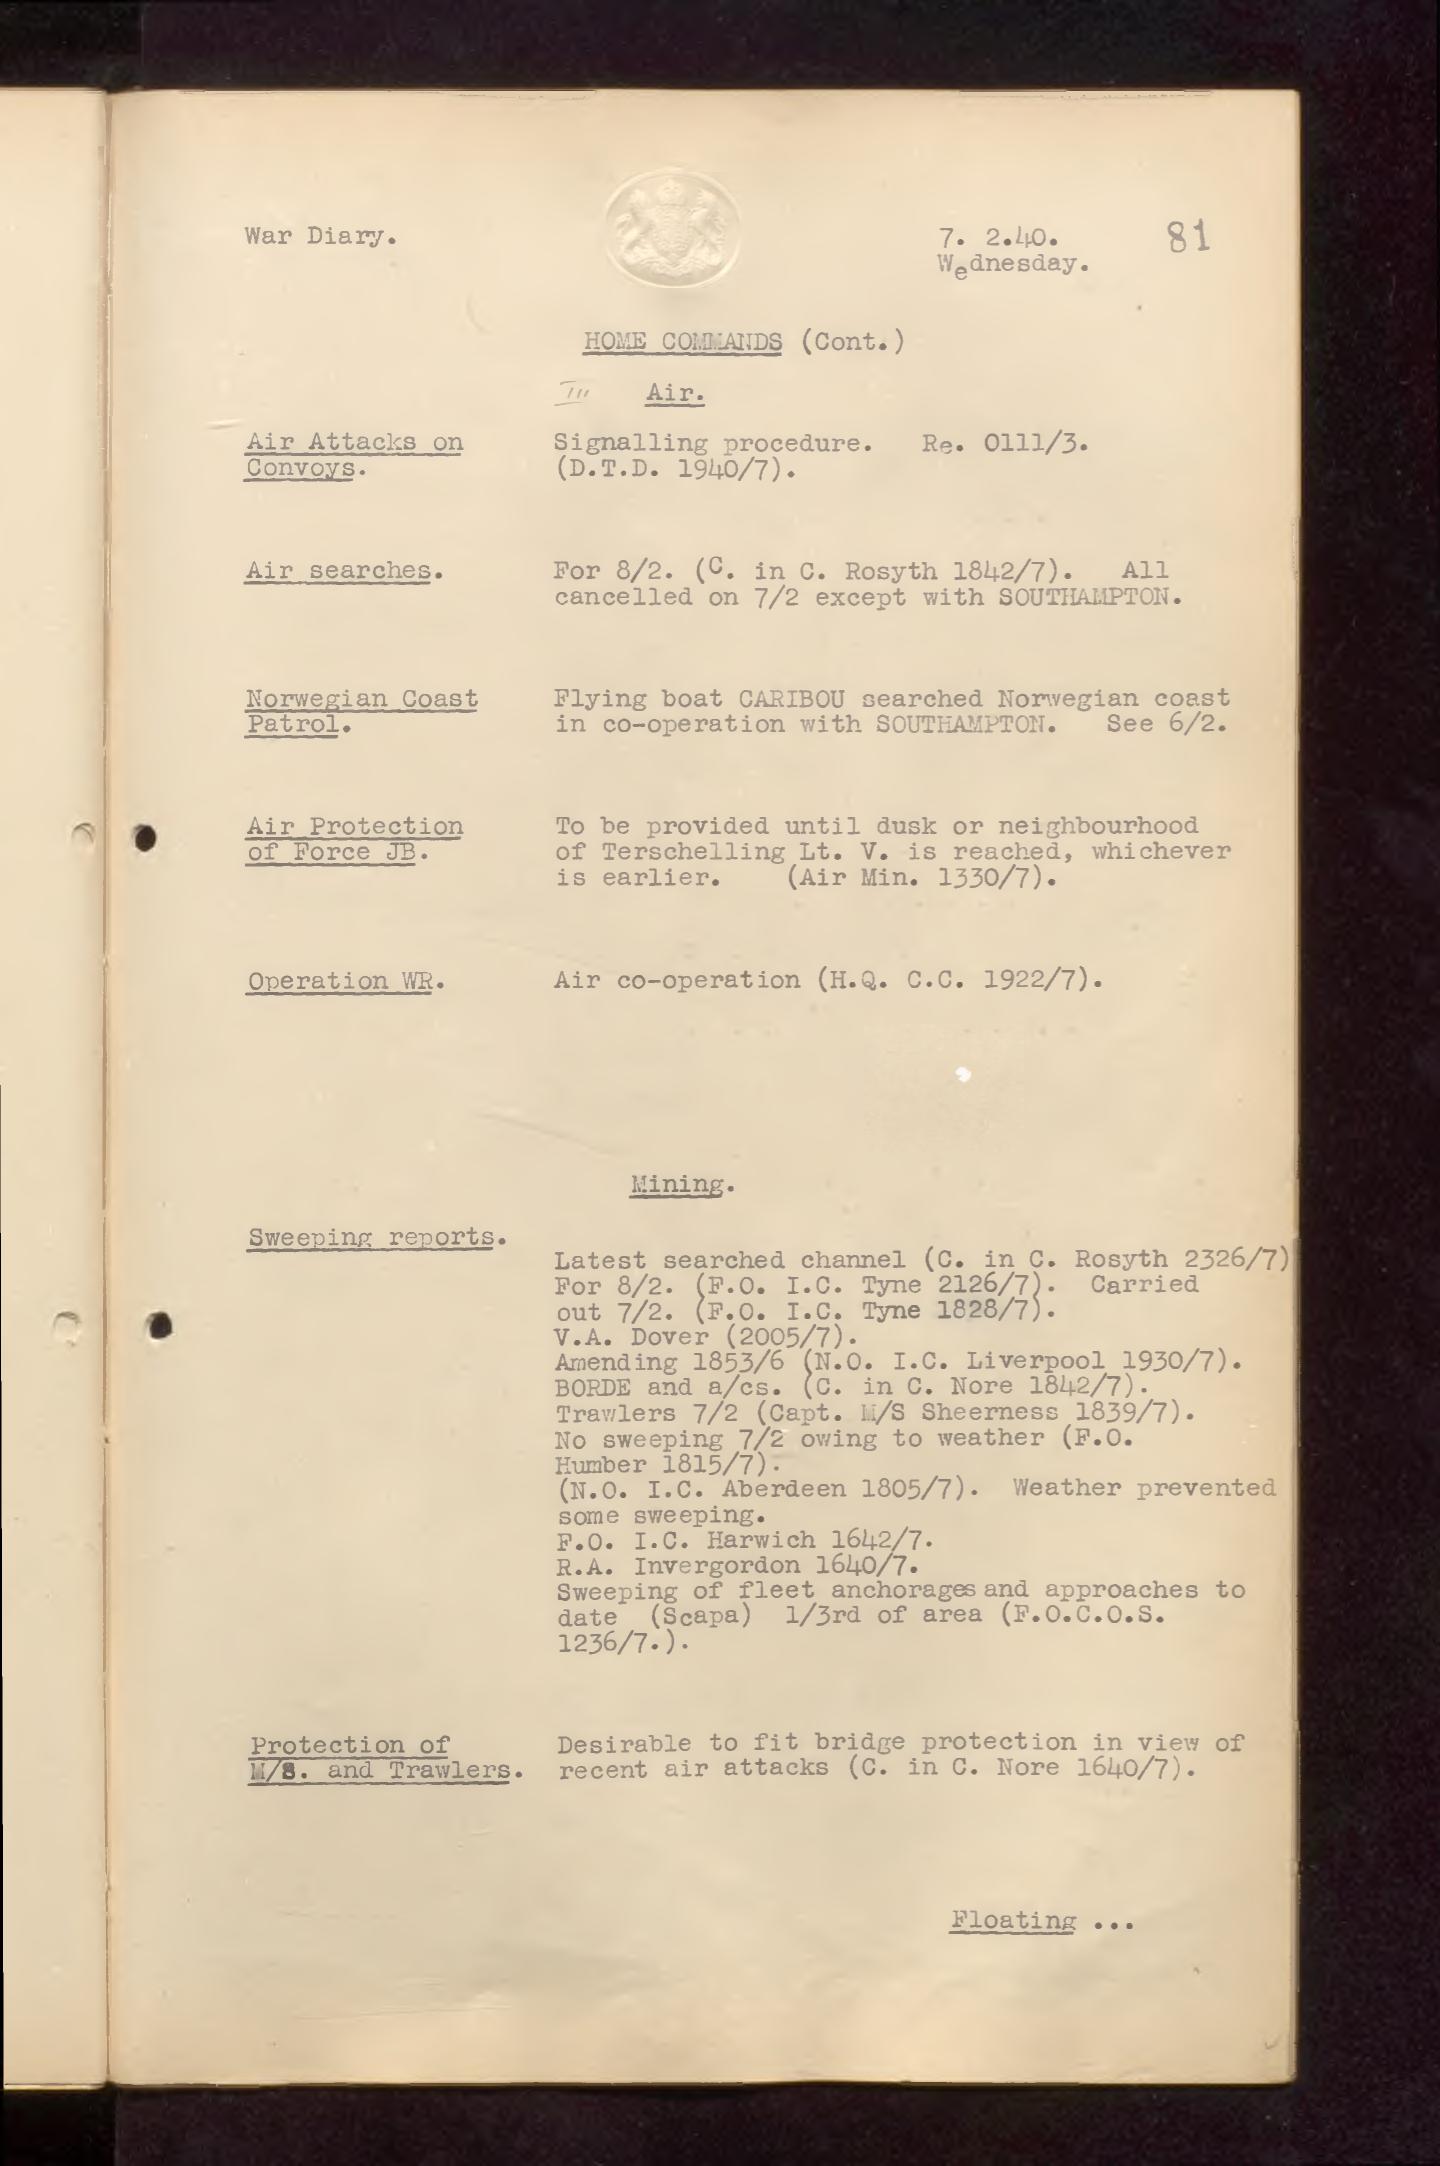 War Diary.
7. 2.40.
81
Wednesday.
HOME COMMANDS (Cont.)
III Air.
Air Attacks on Signalling procedure. Re. 0111/3.
Convoys. (D.T.D. 1940/7).
Air searches. For 8/2. (C. in C. Rosyth 1842/7). All
cancelled on 7/2 except with SOUTHAMPTON.
Norwegian Coast Flying boat CARIBOU searched Norwegian coast
Patrol. in co-operation with SOUTHAMPTON. See 6/2.
Air Protection To be provided until dusk or neighbourhood
of Force JB. of Terschelling Lt. V. is reached, whichever
is earlier. (Air Min. 1330/7).
Operation WR. Air co-operation (H.Q. C.C. 1922/7).
Mining.
Sweeping reports.
Latest searched channel (C. in C. Rosyth 2326/7)
For 8/2. (F.O. I.C. Tyne 2126/7). Carried
out 7/2. (F.O. I.C. Tyne 1828/7).
V.A. Dover (2005/7).
Amending 1853/6 (N.O. I.C. Liverpool 1930/7).
BORDE and a/cs. (C. in C. Nore 1842/7).
Trawlers 7/2 (Capt. M/S Sheerness 1839/7).
No sweeping 7/2 owing to weather (F.O.
Humber 1815/7).
(N.O. I.C. Aberdeen 1805/7). Weather prevented
some sweeping.
F.O. I.C. Harwich 1642/7.
R.A. Invergordon 1640/7.
Sweeping of fleet anchorages and approaches to
date (Scapa) 1/3rd of area (F.O.C.O.S.
1236/7.).
Protection of Desirable to fit bridge protection in view of
M/S. and Trawlers. recent air attacks (C. in C. Nore 1640/7).
Floating ...